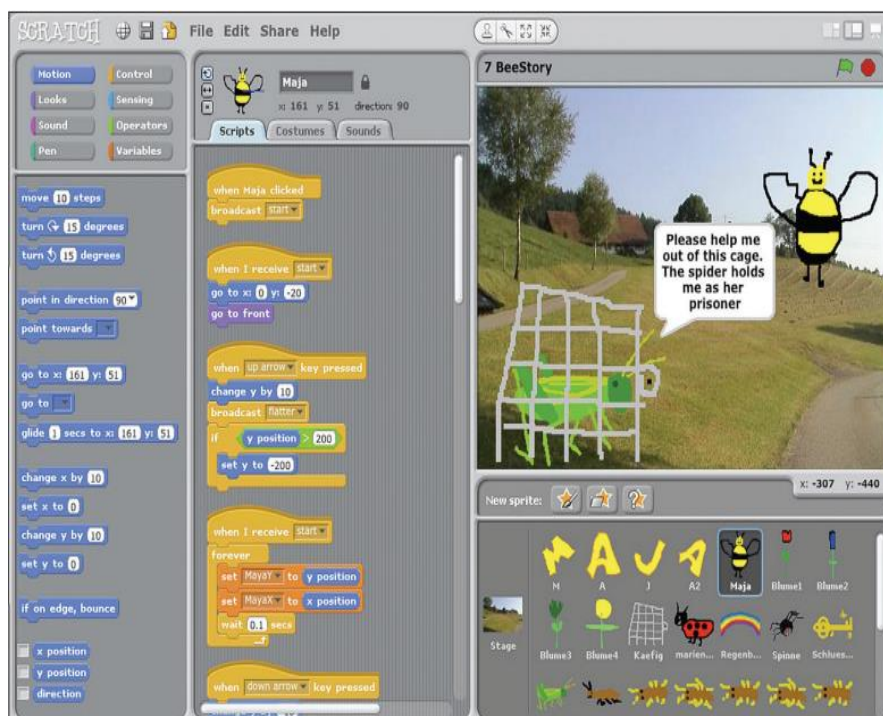 SCRATCH File Edit Share Help
Motion Control
Looks Sensing
Sound Operators
Pen Variables
move 10 steps
turn 15 degrees
turn 15 degrees
point in direction 90
point towards
go to x: 161 y: 51
go to
glide 1 secs to x: 161 y: 51
change x by 10
set x to 0
change y by 10
set y to 0
if on edge, bounce
x position
y position
direction
Maja
x: 161 y: 51 direction: 90
Scripts Costumes Sounds
when Maja clicked
broadcast start
when I receive start
go to x: 0 y: -20
go to front
when up arrow key pressed
change y by 10
broadcast flatter
if y position > 200
set y to -200
when I receive start
forever
set MayaY to y position
set MayaX to x position
wait 0.1 secs
when down arrow key pressed
7 BeeStory
Please help me
out of this cage.
The spider holds
me as her
prisoner
x: -307 y: -440
New sprite:
Stage
M A J A2 Maja Blume1 Blume2
Blume3 Blume4 Kaefig marien... Regenb... Spinne Schlues...